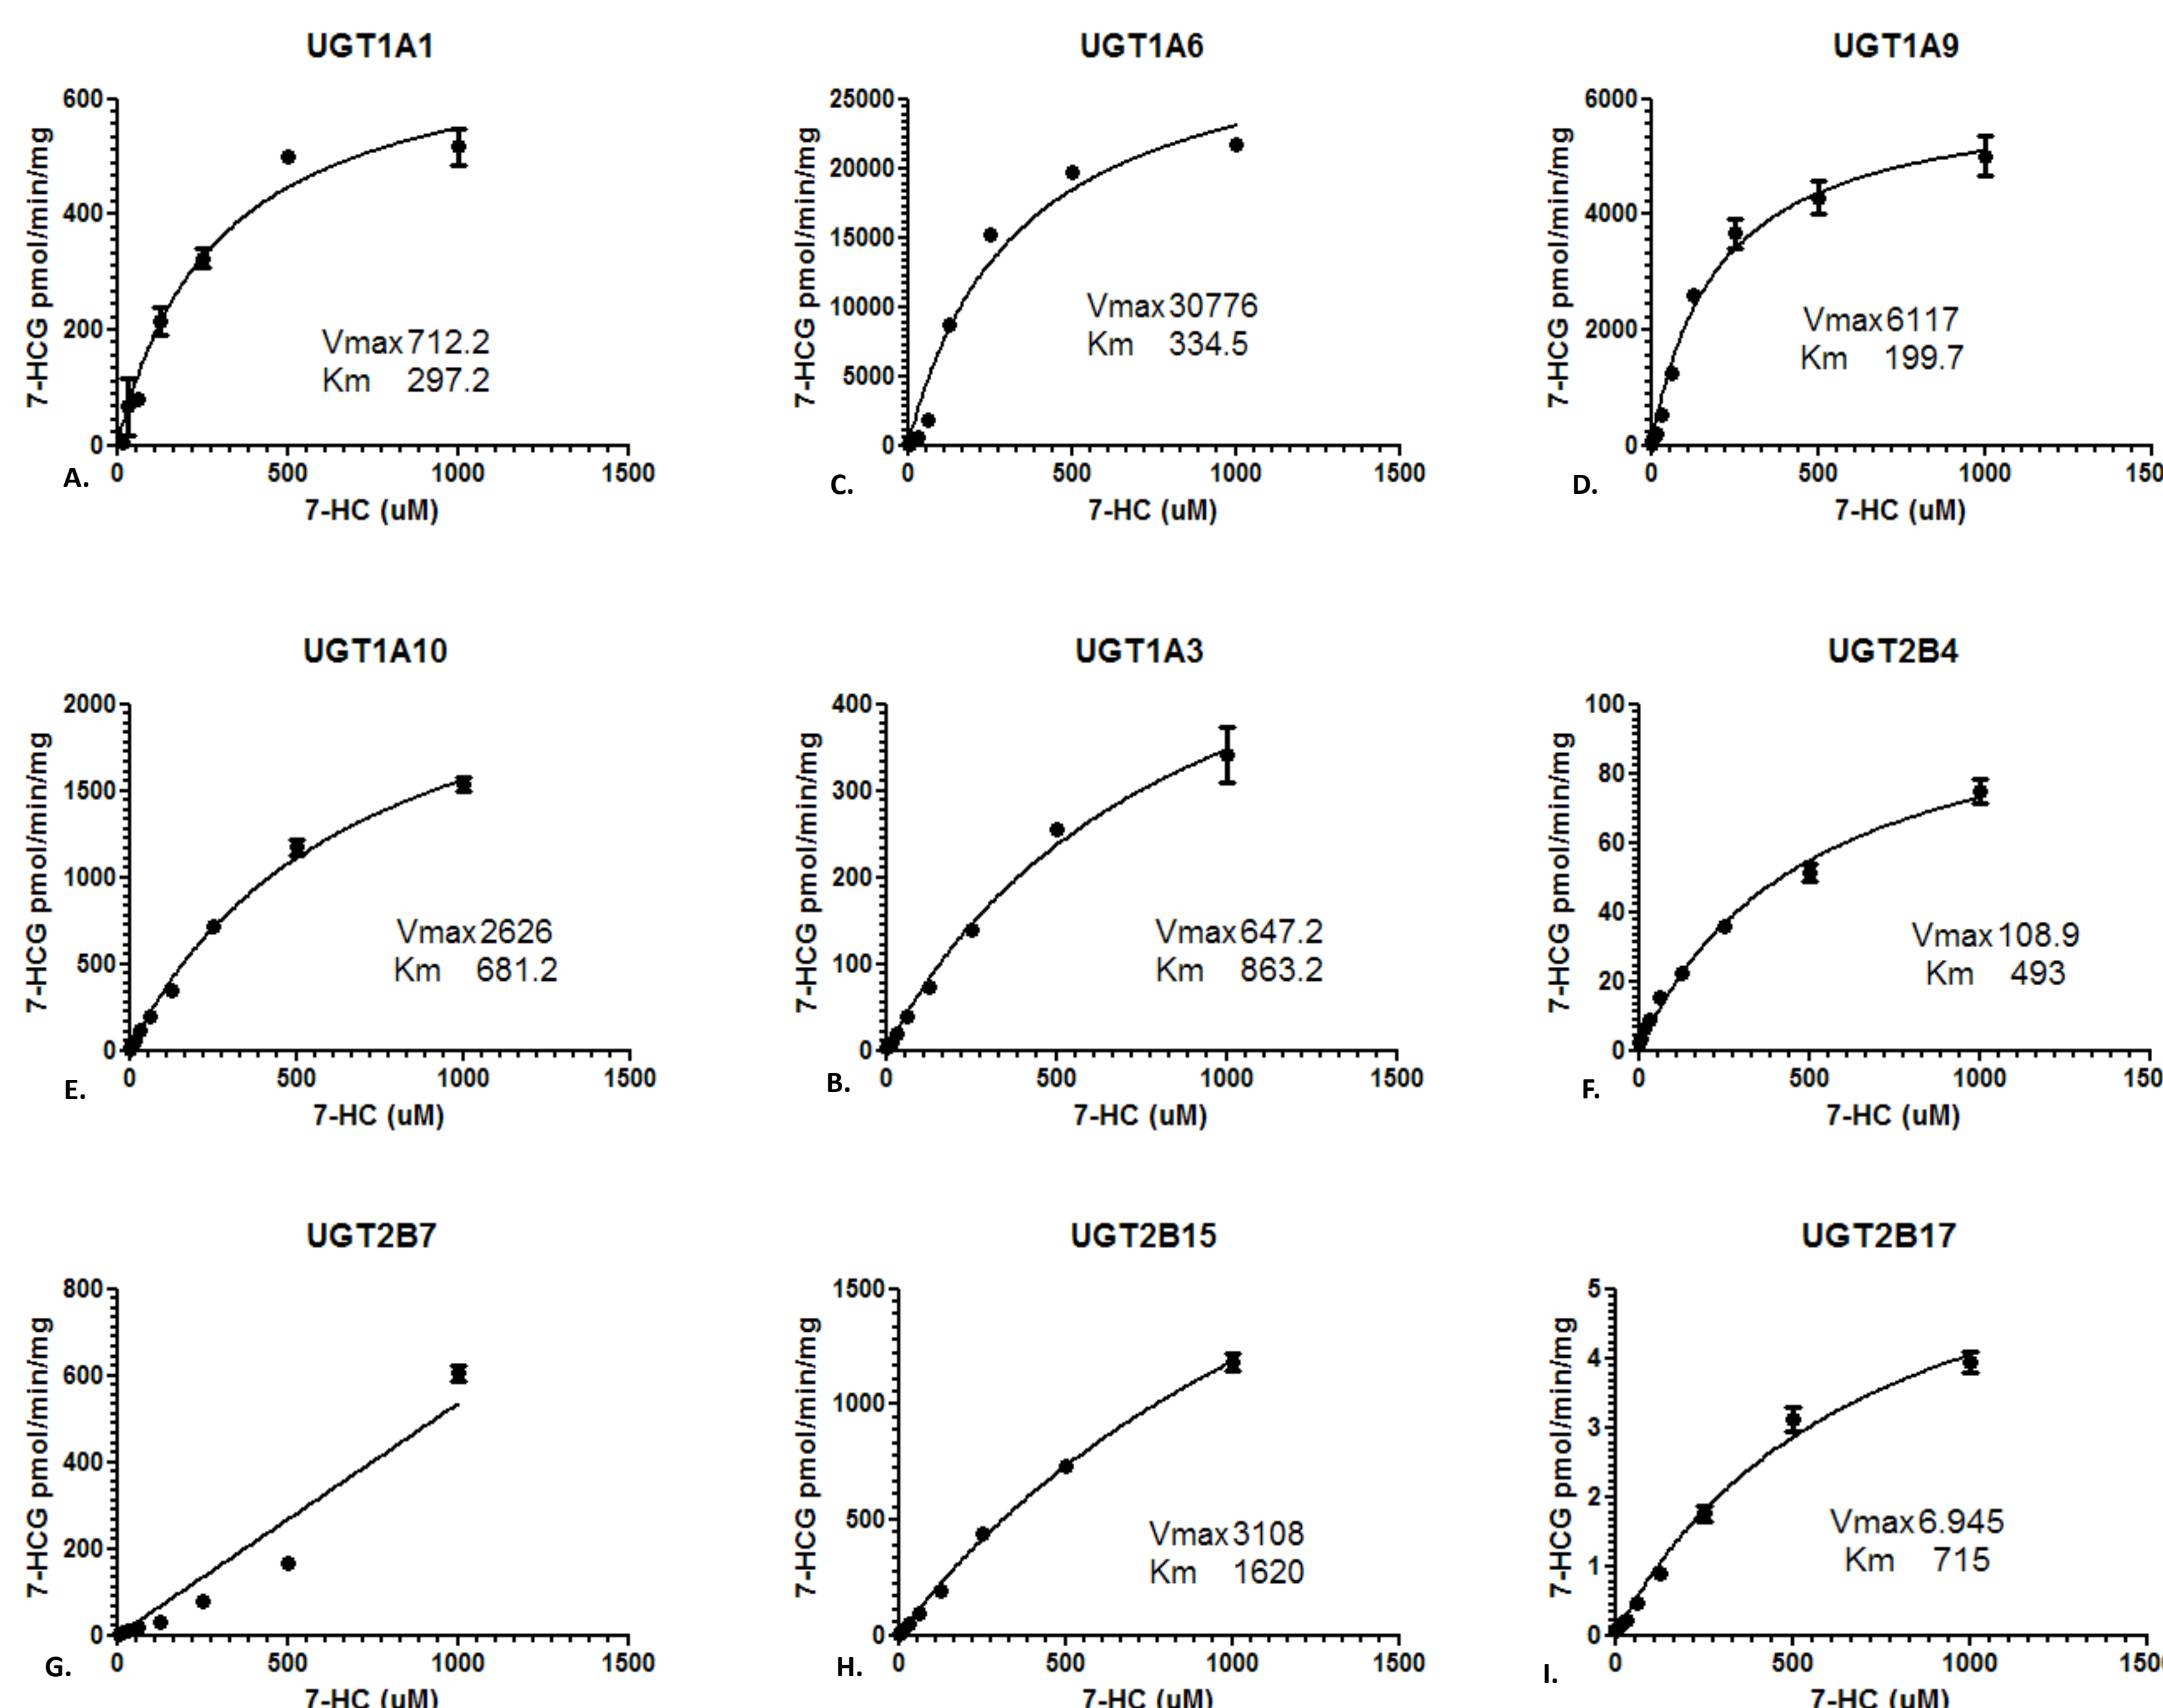 UGT1A1
600
400
200
0
0 500 1000 1500
7-HCG pmol/min/mg
7-HC (uM)
Vmax 712.2
Km 297.2
A.
UGT1A6
25000
20000
15000
10000
5000
0
0 500 1000 1500
7-HCG pmol/min/mg
7-HC (uM)
Vmax 30776
Km 334.5
C.
UGT1A9
6000
4000
2000
0
0 500 1000 150
7-HCG pmol/min/mg
7-HC (uM)
Vmax 6117
Km 199.7
D.
UGT1A10
2000
1500
1000
500
0
0 500 1000 1500
7-HCG pmol/min/mg
7-HC (uM)
Vmax 2626
Km 681.2
E.
UGT1A3
400
300
200
100
0
0 500 1000 1500
7-HCG pmol/min/mg
7-HC (uM)
Vmax 647.2
Km 863.2
B.
UGT2B4
100
80
60
40
20
0
0 500 1000 150
7-HCG pmol/min/mg
7-HC (uM)
Vmax 108.9
Km 493
F.
UGT2B7
800
600
400
200
0
0 500 1000 1500
7-HCG pmol/min/mg
7-HC (uM)
G.
UGT2B15
1500
1000
500
0
0 500 1000 1500
7-HCG pmol/min/mg
7-HC (uM)
Vmax 3108
Km 1620
H.
UGT2B17
5
4
3
2
1
0
0 500 1000 150
7-HCG pmol/min/mg
7-HC (uM)
Vmax 6.945
Km 715
I.